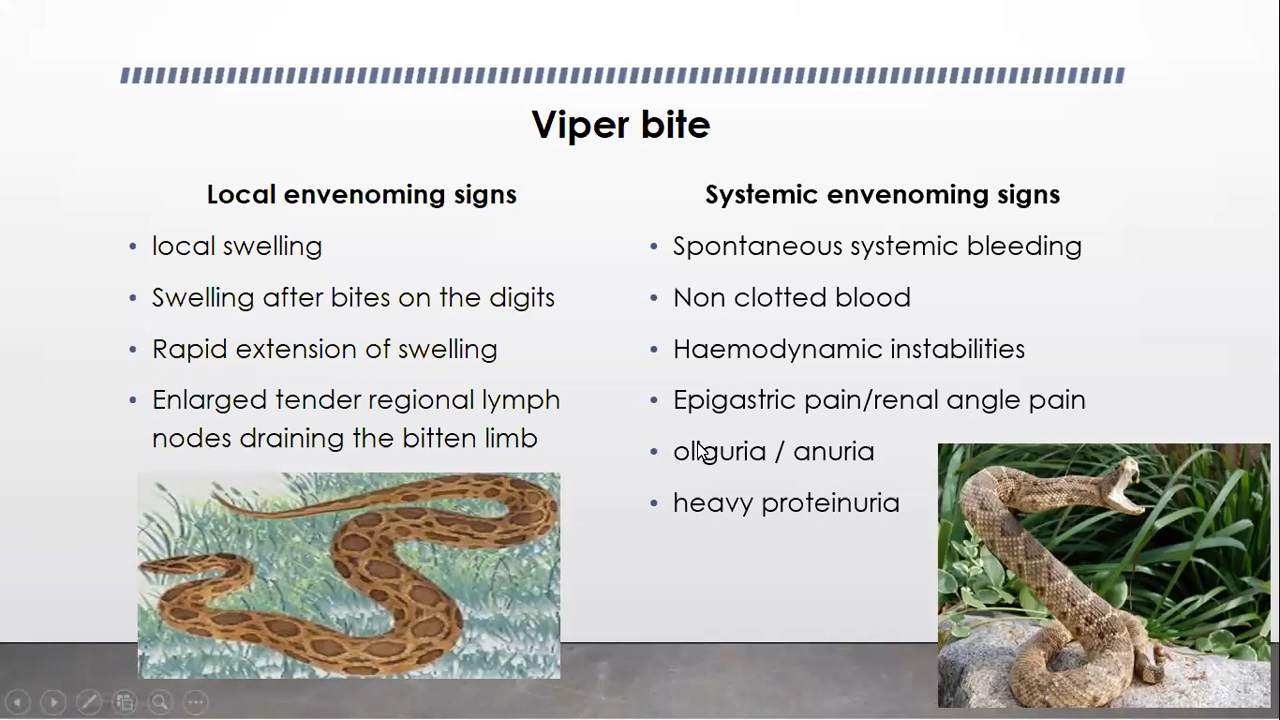 Viper bite
Local envenoming signs
• local swelling
• Swelling after bites on the digits
• Rapid extension of swelling
• Enlarged tender regional lymph
nodes draining the bitten limb
Systemic envenoming signs
• Spontaneous systemic bleeding
• Non clotted blood
• Haemodynamic instabilities
• Epigastric pain/renal angle pain
• oliguria / anuria
• heavy proteinuria